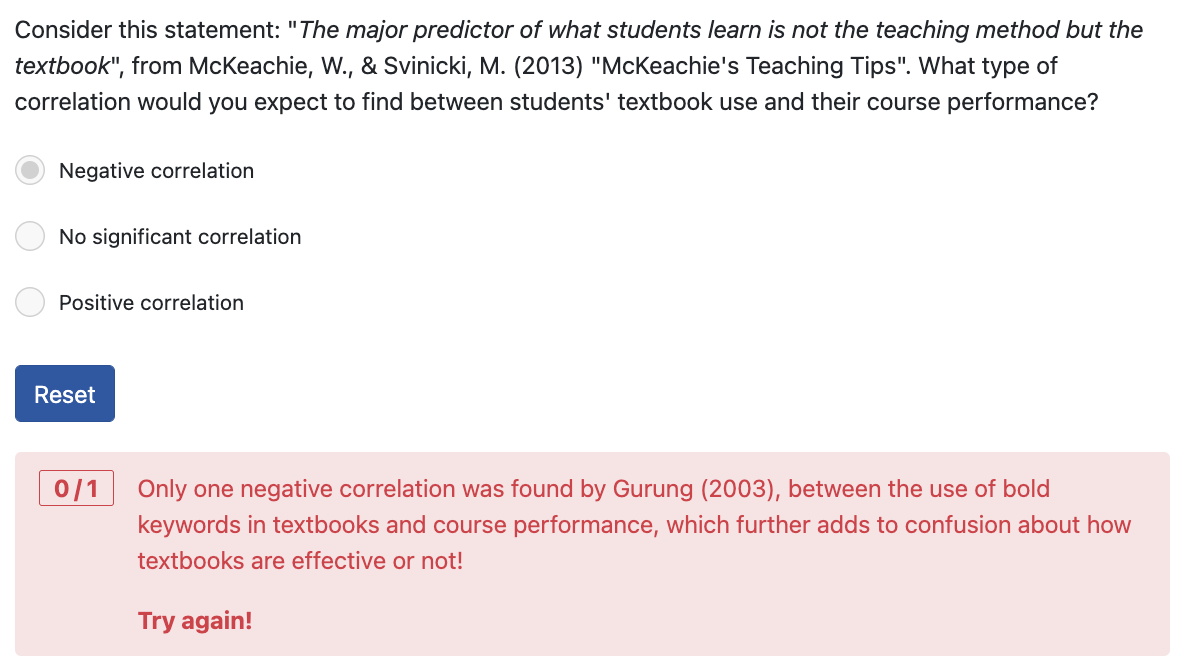 Consider this statement: "The major predictor of what students learn is not the teaching method but the
textbook", from McKeachie, W., & Svinicki, M. (2013) "McKeachie's Teaching Tips". What type of
correlation would you expect to find between students' textbook use and their course performance?
Negative correlation
No significant correlation
Positive correlation
Reset
0/1
Only one negative correlation was found by Gurung (2003), between the use of bold
keywords in textbooks and course performance, which further adds to confusion about how
textbooks are effective or not!
Try again!